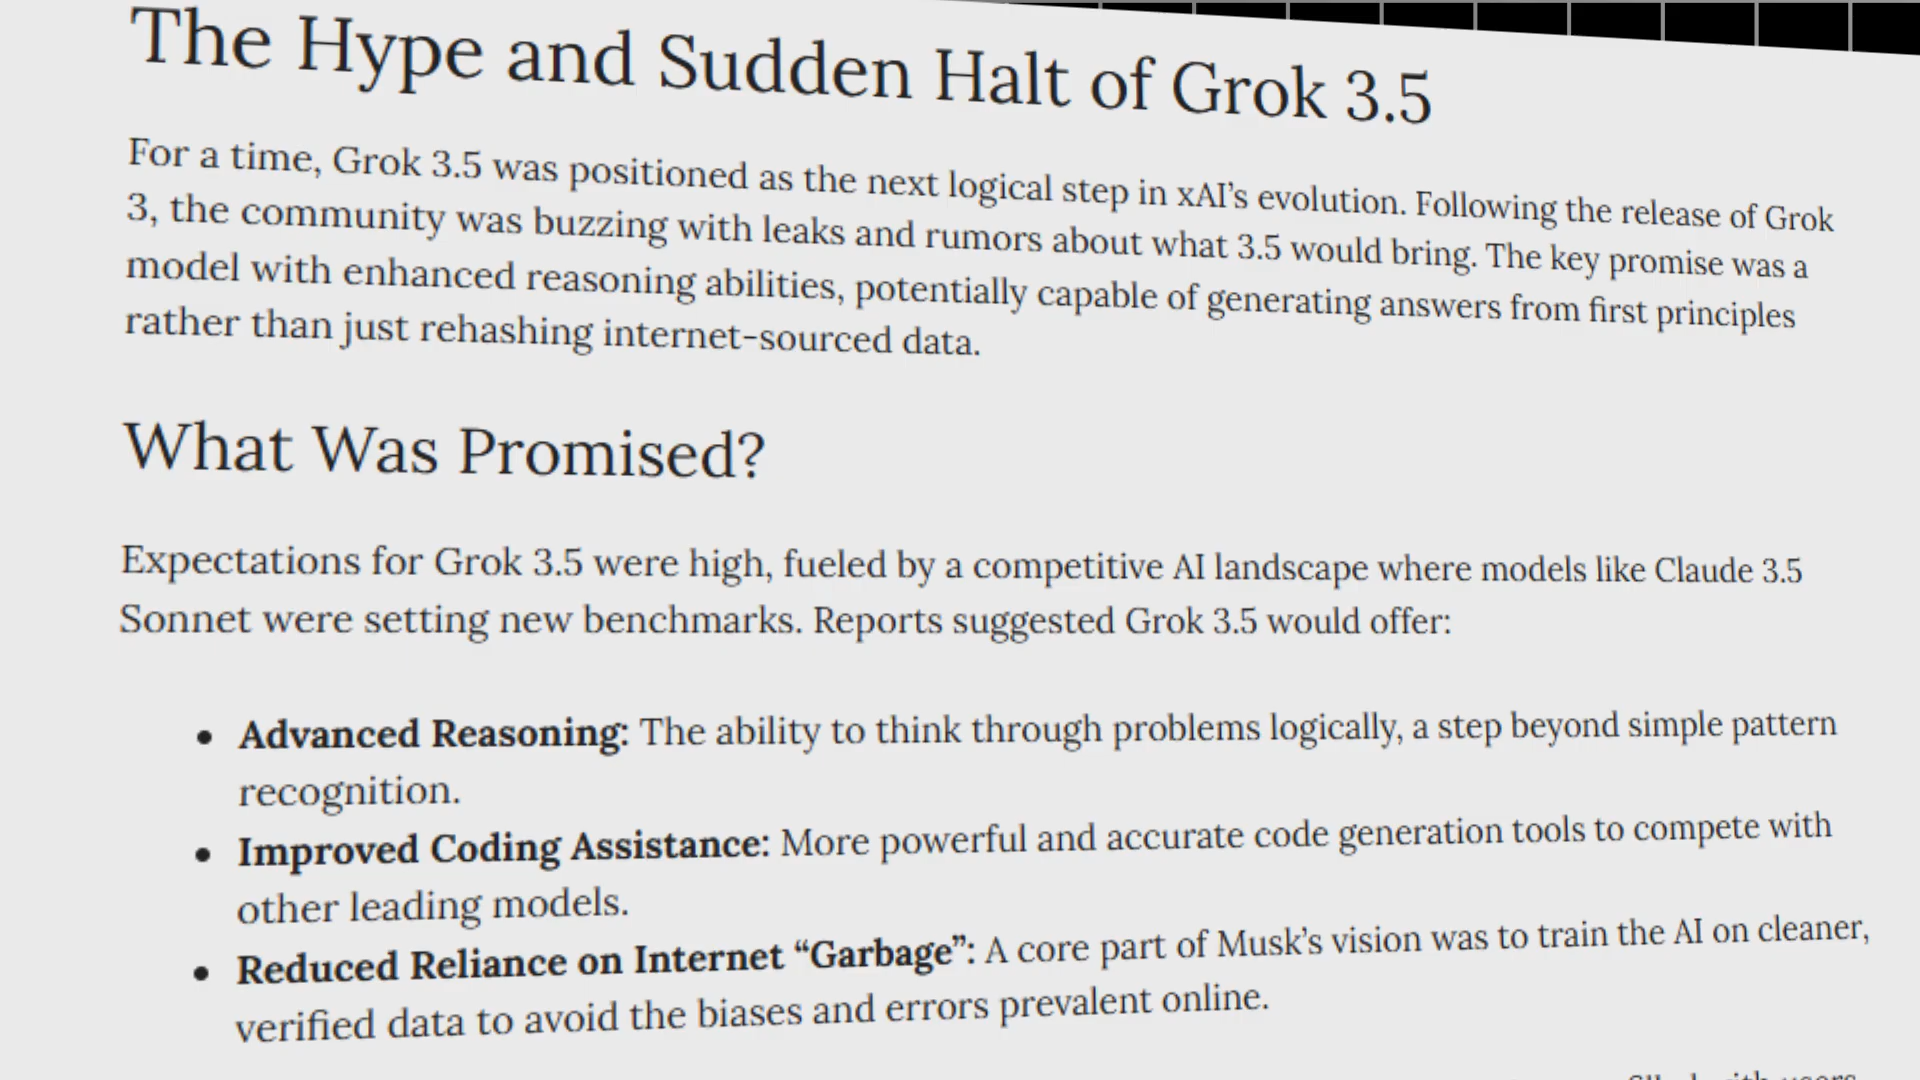 The Hype and Sudden Halt of Grok 3.5
For a time, Grok 3.5 was positioned as the next logical step in xAI’s evolution. Following the release of Grok
3, the community was buzzing with leaks and rumors about what 3.5 would bring. The key promise was a
model with enhanced reasoning abilities, potentially capable of generating answers from first principles
rather than just rehashing internet-sourced data.
What Was Promised?
Expectations for Grok 3.5 were high, fueled by a competitive AI landscape where models like Claude 3.5
Sonnet were setting new benchmarks. Reports suggested Grok 3.5 would offer:
• Advanced Reasoning: The ability to think through problems logically, a step beyond simple pattern
recognition.
• Improved Coding Assistance: More powerful and accurate code generation tools to compete with
other leading models.
• Reduced Reliance on Internet “Garbage”: A core part of Musk’s vision was to train the AI on cleaner,
verified data to avoid the biases and errors prevalent online.
with users